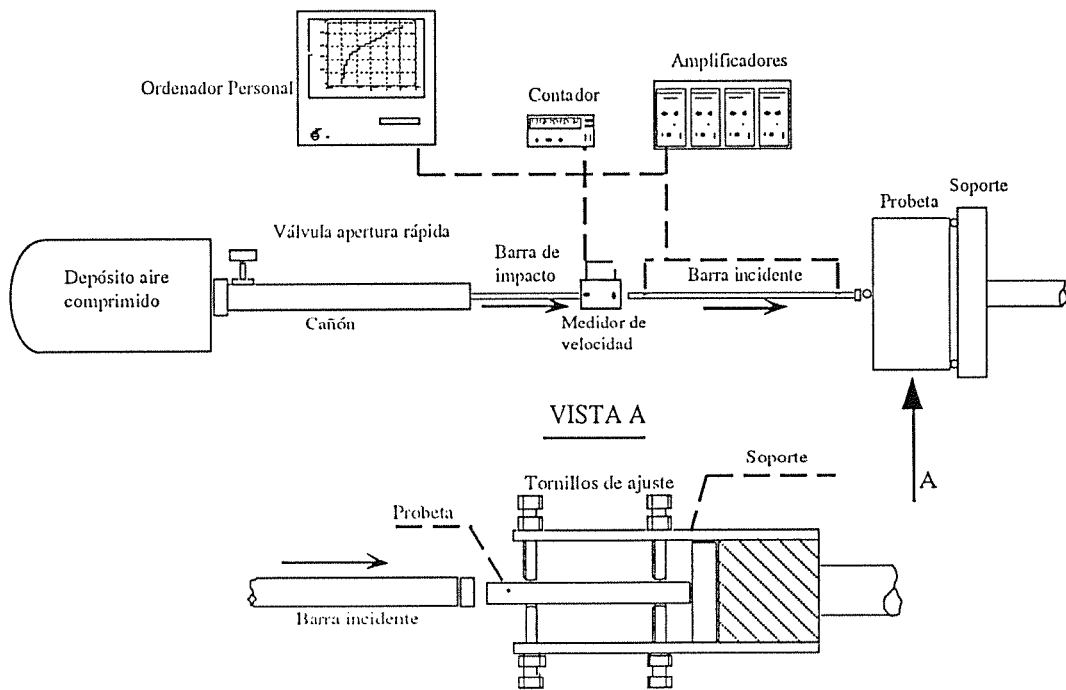 Ordenador Personal
Contador
Amplificadores
Soporte
Probeta
Válvula apertura rápida
Depósito aire
comprimido
Barra de
impacto
Barra incidente
Cañón
Medidor de
velocidad
VISTA A
A
Soporte
Tornillos de ajuste
Probeta
Barra incidente